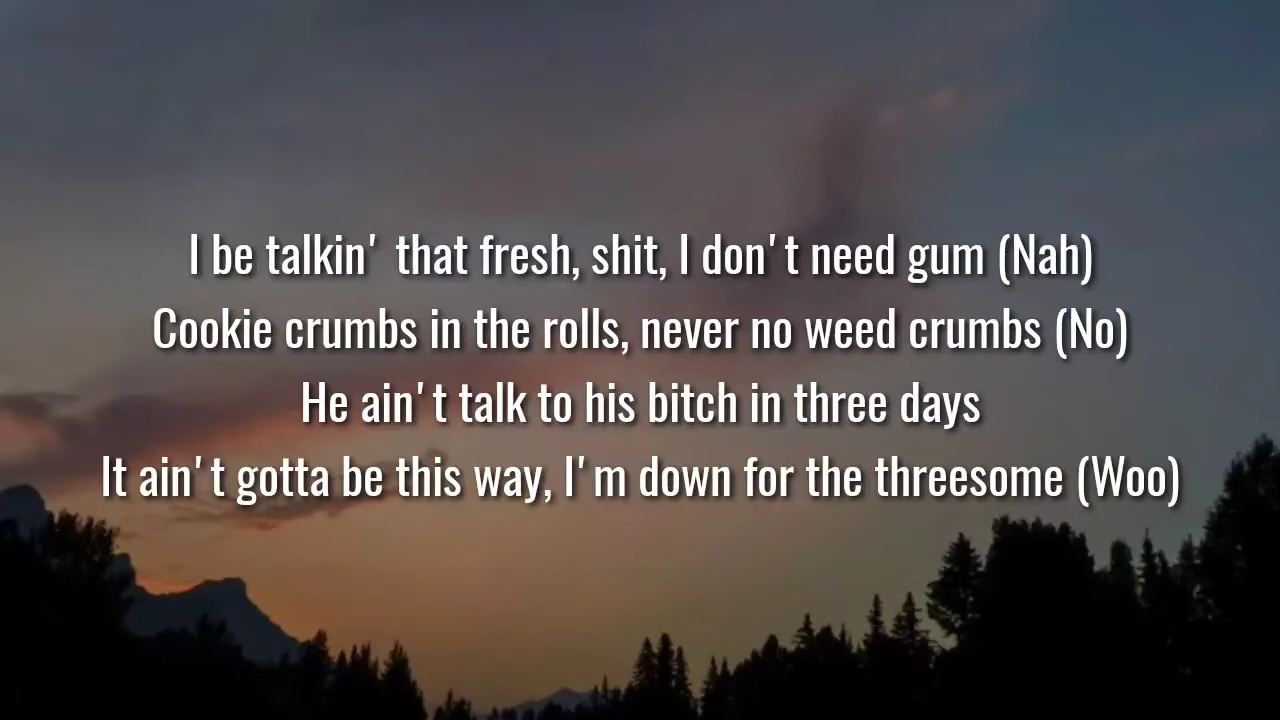 I be talkin' that fresh, shit, I don't need gum (Nah)
Cookie crumbs in the rolls, never no weed crumbs (No)
He ain't talk to his bitch in three days
It ain't gotta be this way, I'm down for the threesome (Woo)